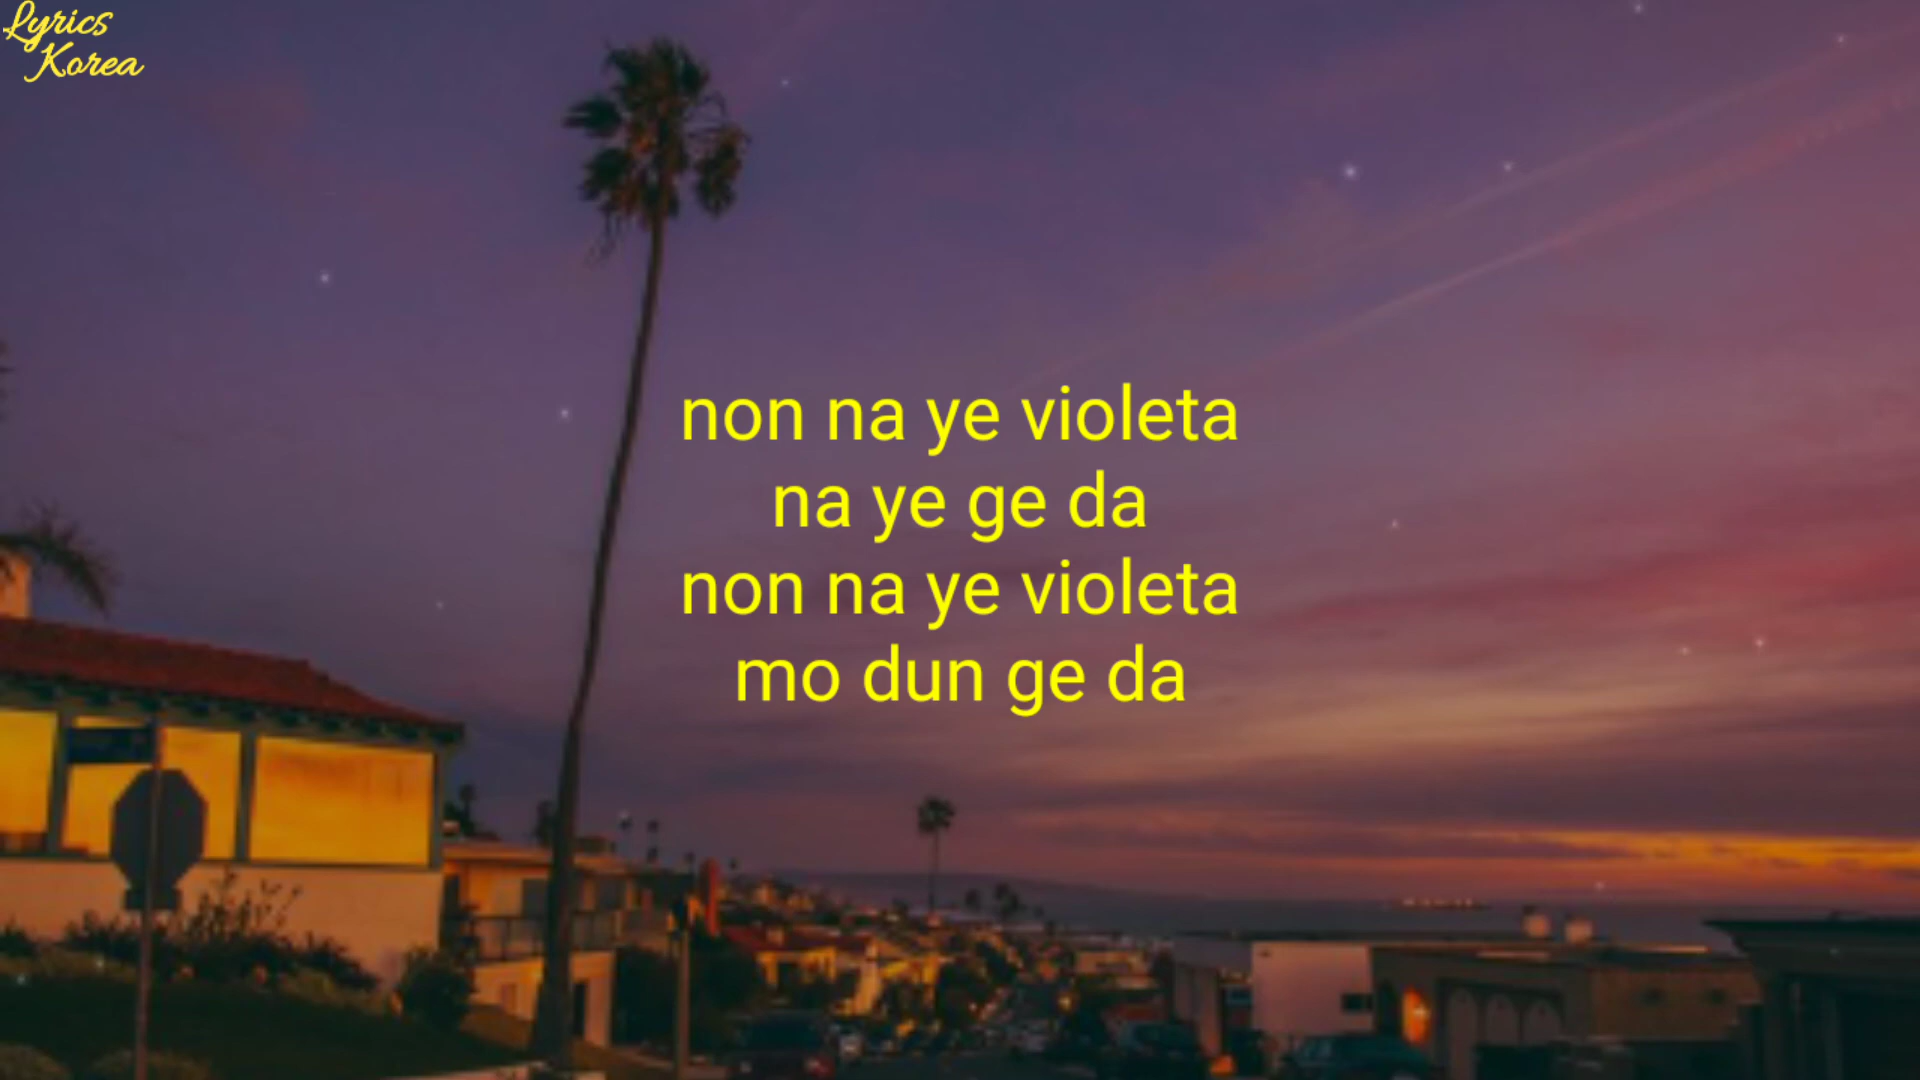 Lyrics
Korea
non na ye violeta
na ye ge da
non na ye violeta
mo dun ge da